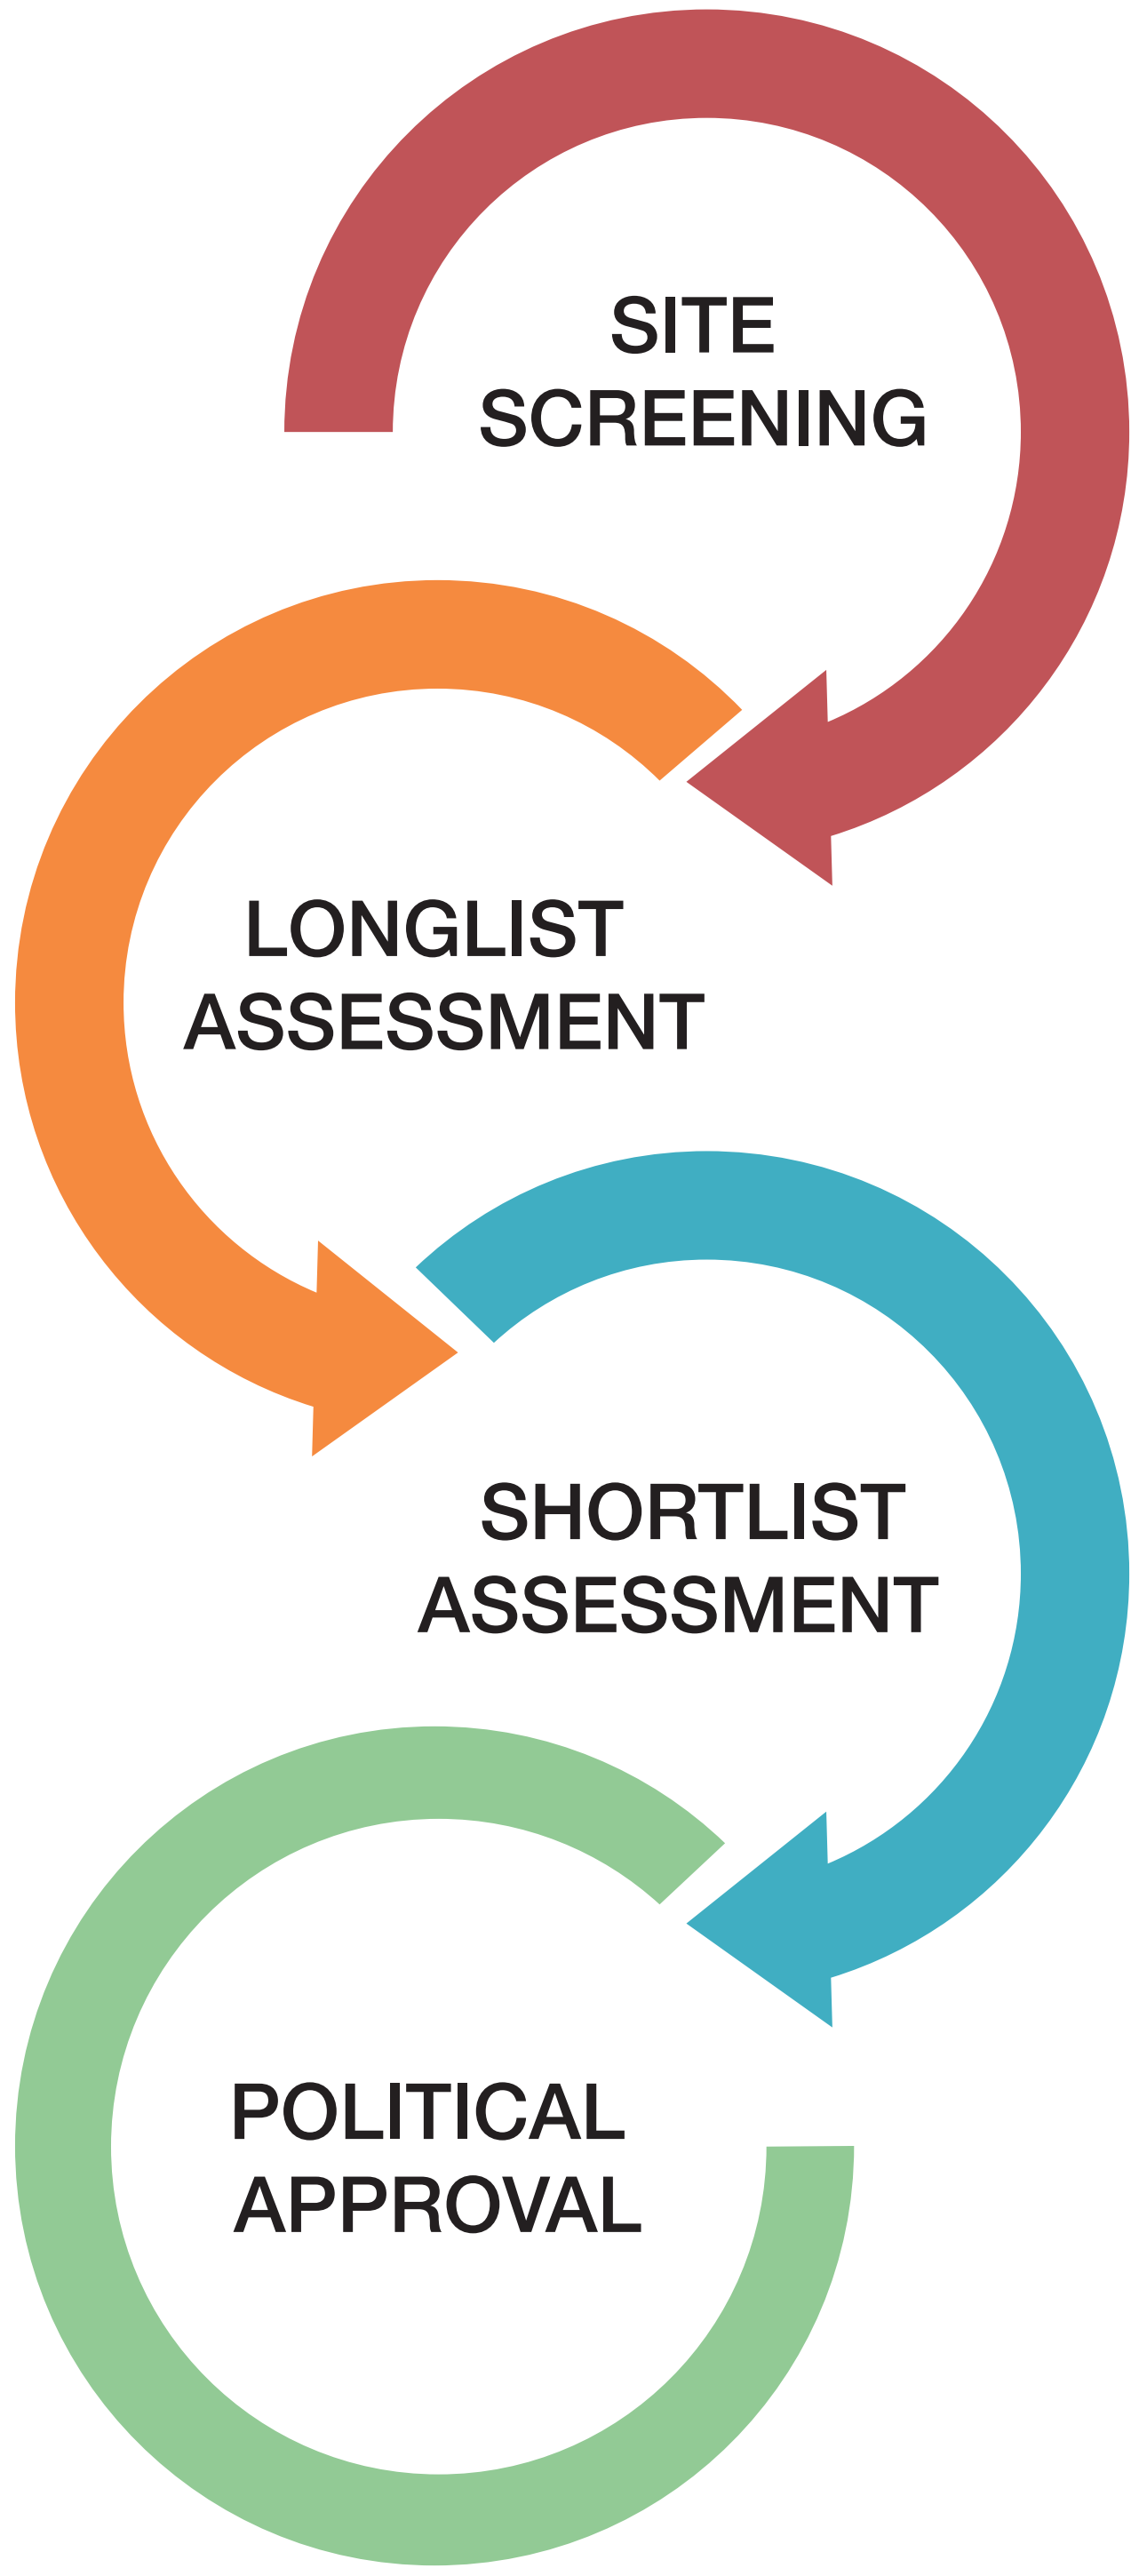 SITE
SCREENING
LONGLIST
ASSESSMENT
SHORTLIST
ASSESSMENT
POLITICAL
APPROVAL